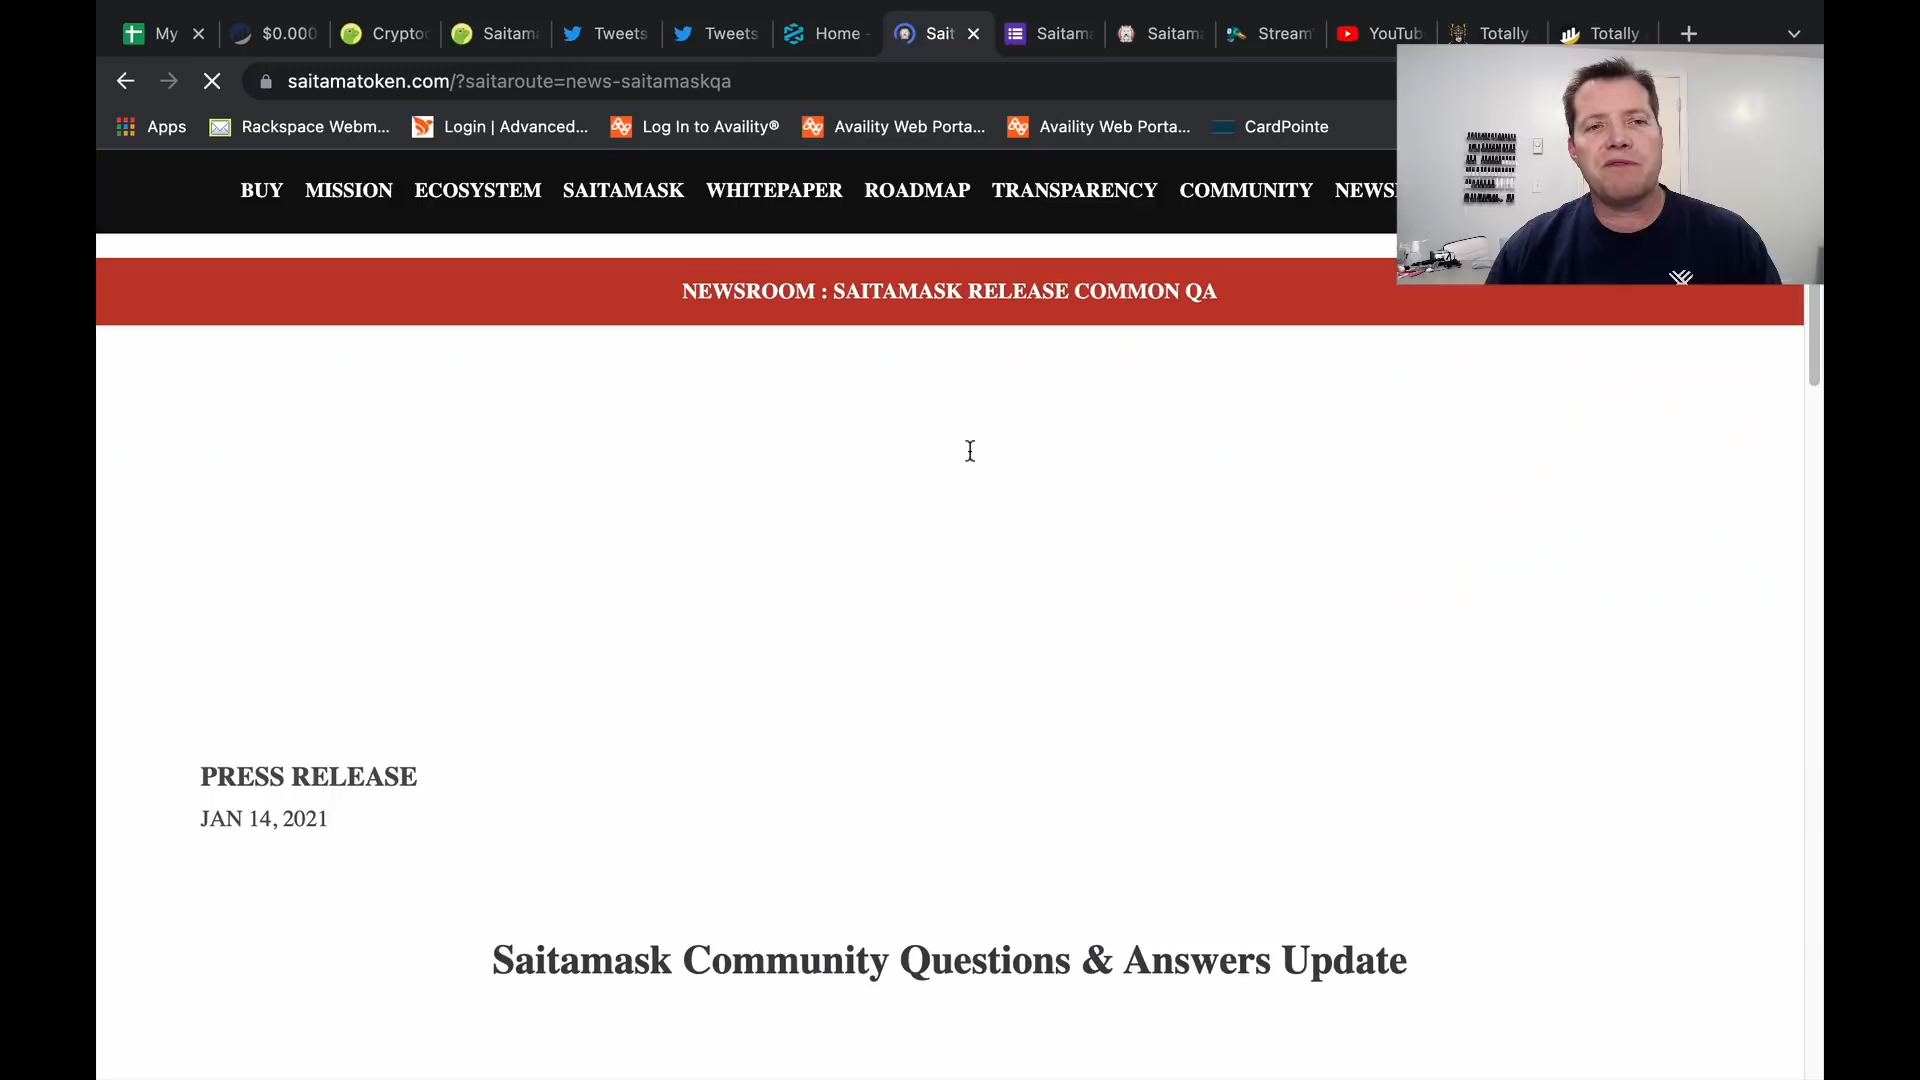 My
$0.000
Crypto
Saitam
Tweets
Tweets
Home -
Sait
Saitam
Saitam
Stream
YouTub
Totally
Totally
saitamatoken.com/?saitaroute=news-saitamaskqa
Apps
Rackspace Webm...
Login | Advanced...
Log In to Availity®
Availity Web Porta...
Availity Web Porta...
CardPointe
BUY MISSION ECOSYSTEM SAITAMASK WHITEPAPER ROADMAP TRANSPARENCY COMMUNITY NEWS
NEWSROOM : SAITAMASK RELEASE COMMON QA
PRESS RELEASE
JAN 14, 2021
Saitamask Community Questions & Answers Update